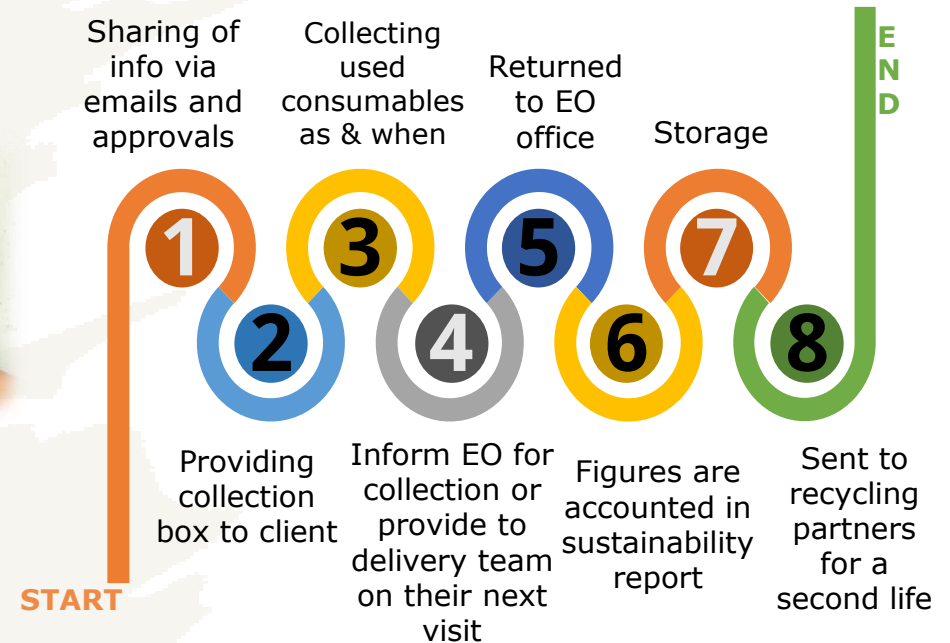 START
Sharing of
info via
emails and
approvals
1
2
Providing
collection
box to client
Collecting
used
consumables
as & when
3
4
Inform EO for
collection or
provide to
delivery team
on their next
visit
Returned
to EO
office
5
6
Figures are
accounted in
sustainability
report
Storage
7
8
Sent to
recycling
partners
for a
second life
E
N
D